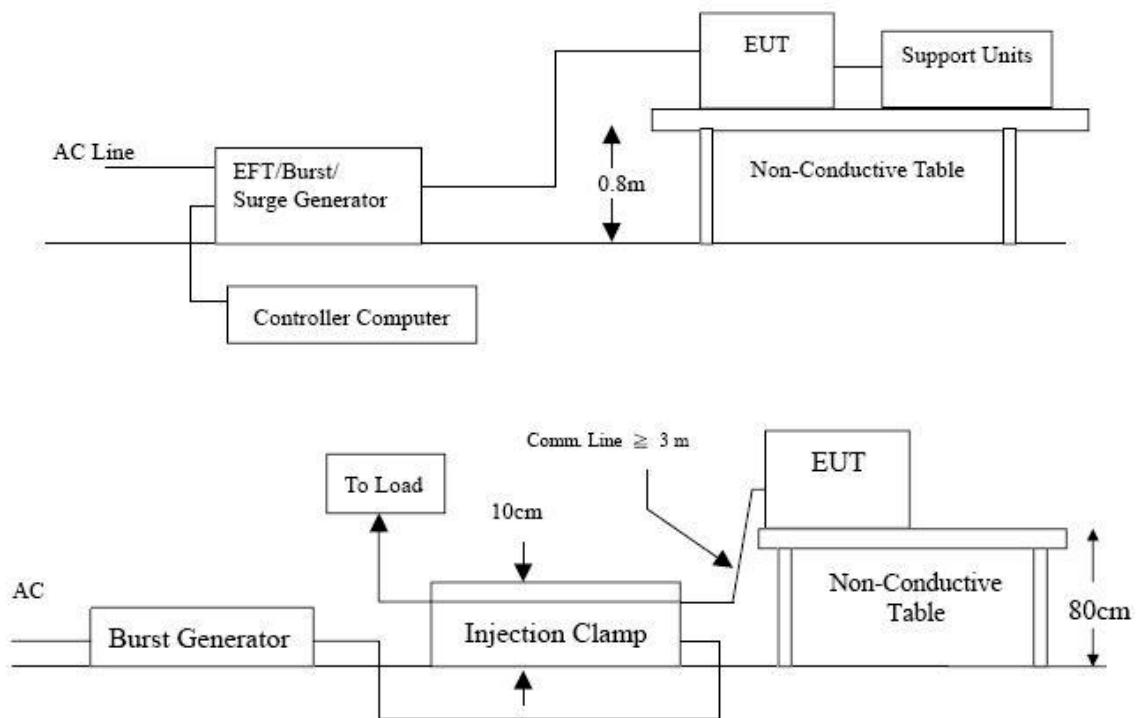 EUT
Support Units
AC Line
EFT/Burst/
Surge Generator
0.8m
Non-Conductive Table
Controller Computer
Comm. Line ≧ 3 m
EUT
To Load
10cm
AC
Non-Conductive
Table
80cm
Burst Generator
Injection Clamp